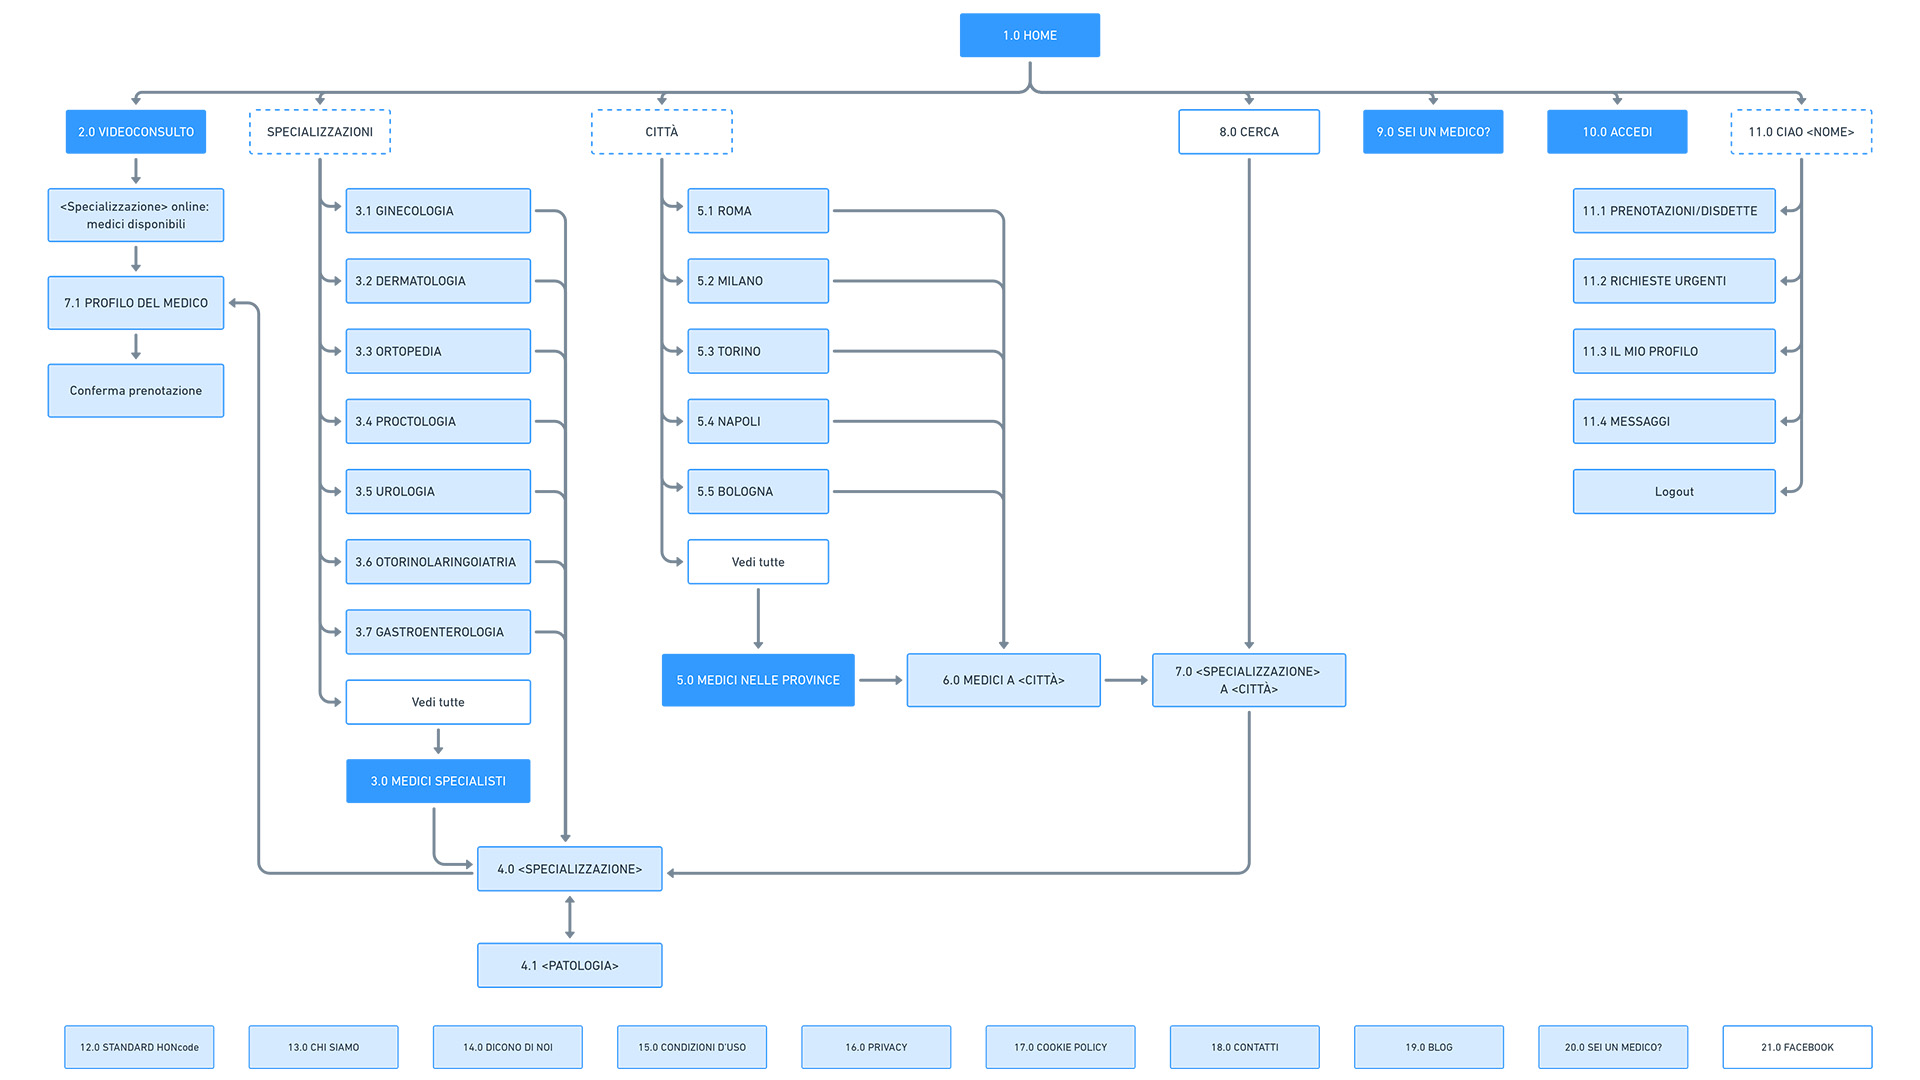 1.0 HOME
2.0 VIDEOCONSULTO
SPECIALIZZAZIONI
CITTÀ
8.0 CERCA
9.0 SEI UN MEDICO?
10.0 ACCEDI
11.0 CIAO <NOME>
<Specializzazione> online:
medici disponibili
7.1 PROFILO DEL MEDICO
Conferma prenotazione
3.1 GINECOLOGIA
3.2 DERMATOLOGIA
3.3 ORTOPEDIA
3.4 PROCTOLOGIA
3.5 UROLOGIA
3.6 OTORINOLARINGOIATRIA
3.7 GASTROENTEROLOGIA
Vedi tutte
3.0 MEDICI SPECIALISTI
4.0 <SPECIALIZZAZIONE>
4.1 <PATOLOGIA>
5.1 ROMA
5.2 MILANO
5.3 TORINO
5.4 NAPOLI
5.5 BOLOGNA
Vedi tutte
5.0 MEDICI NELLE PROVINCE
6.0 MEDICI A <CITTÀ>
7.0 <SPECIALIZZAZIONE>
A <CITTÀ>
11.1 PRENOTAZIONI/DISDETTE
11.2 RICHIESTE URGENTI
11.3 IL MIO PROFILO
11.4 MESSAGGI
Logout
12.0 STANDARD HONcode
13.0 CHI SIAMO
14.0 DICONO DI NOI
15.0 CONDIZIONI D'USO
16.0 PRIVACY
17.0 COOKIE POLICY
18.0 CONTATTI
19.0 BLOG
20.0 SEI UN MEDICO?
21.0 FACEBOOK